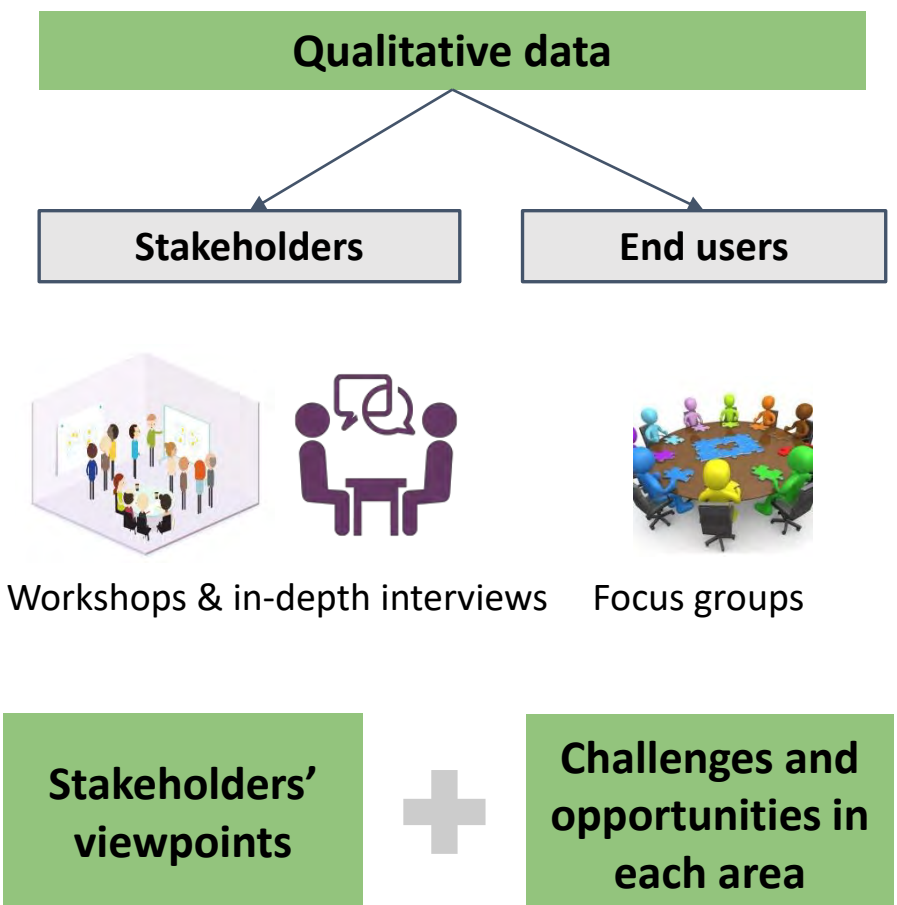 Qualitative data
Stakeholders
End users
Workshops & in-depth interviews
Focus groups
Stakeholders’
viewpoints
Challenges and
opportunities in
each area